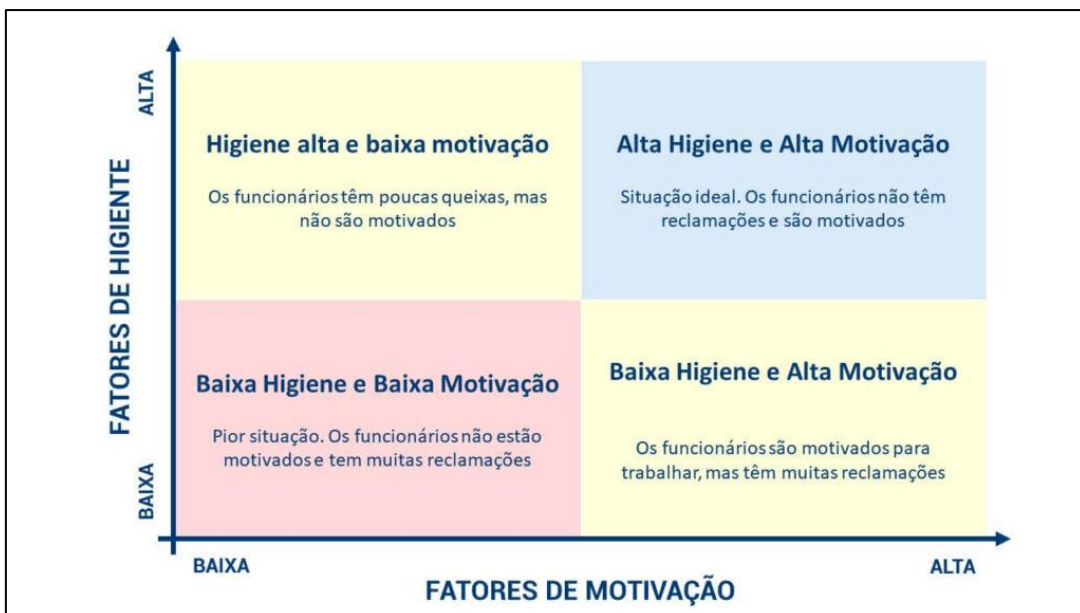 ALTA
FATORES DE HIGIENTE
BAIXA
Higiene alta e baixa motivação
Os funcionários têm poucas queixas, mas
não são motivados
Alta Higiene e Alta Motivação
Situação ideal. Os funcionários não têm
reclamações e são motivados
Baixa Higiene e Baixa Motivação
Pior situação. Os funcionários não estão
motivados e tem muitas reclamações
Baixa Higiene e Alta Motivação
Os funcionários são motivados para
trabalhar, mas têm muitas reclamações
BAIXA
ALTA
FATORES DE MOTIVAÇÃO